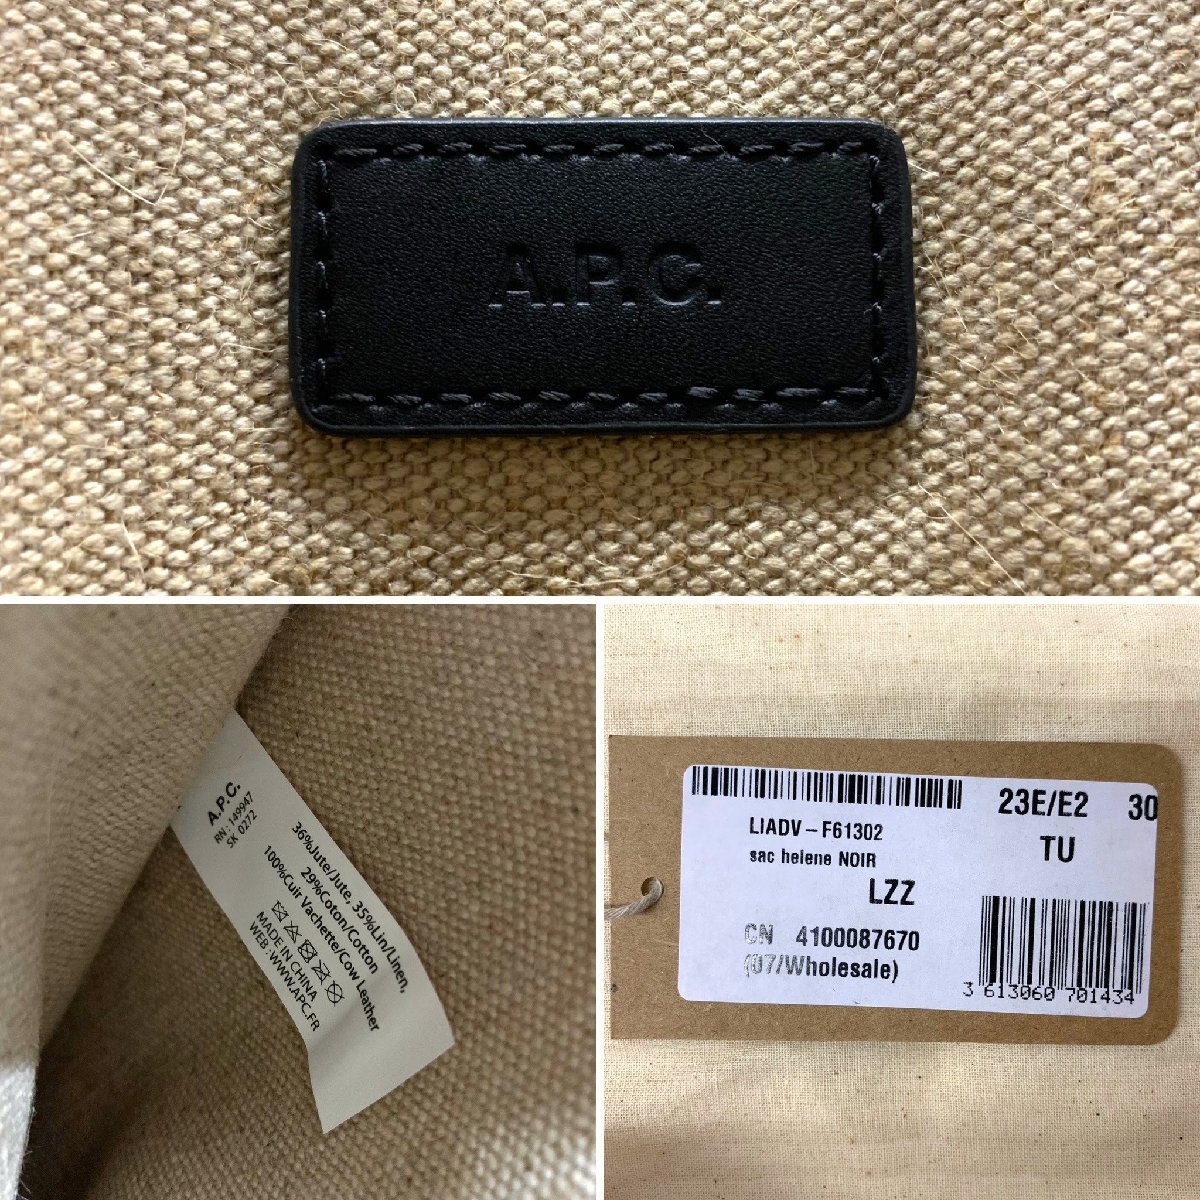 A.P.C.
A.P.C.
RN : 149947
SK 0272
36%Jute/Jute, 35%Lin/Linen,
29%Coton/Cotton
100%Cuir Vachette/Cow Leather
MADE IN CHINA
WEB : WWW.APC.FR
23E/E2 30
LIADV-F61302
TU
sac helene NOIR
LZZ
CN 4100087670
(07/Wholesale)
3 613060 701434